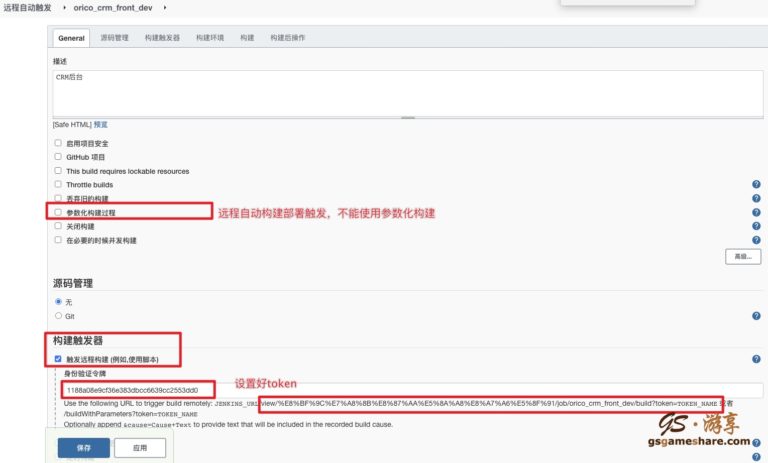 远程自动触发 orico_crm_front_dev
General 源码管理 构建触发器 构建环境 构建 构建后操作
描述
CRM后台
[Safe HTML] 预览
启用项目安全
GitHub 项目
This build requires lockable resources
Throttle builds
丢弃旧的构建
参数化构建过程 远程自动构建部署触发，不能使用参数化构建
关闭构建
在必要的时候并发构建
高级...
源码管理
无
Git
构建触发器
触发远程构建 (例如,使用脚本)
身份验证令牌
设置好token
1188a08e9cf36e383dbcc6639cc2553dd0
Use the following URL to trigger build remotely: JENKINS_URL/view/%E8%BF%9C%E7%A8%8B%E8%87%AA%E5%8A%A8%E8%A7%A6%E5%8F%91/job/orico_crm_front_dev/build?token=TOKEN_NAME 或者
/buildWithParameters?token=TOKEN_NAME
Optionally append &cause=Cause+Text to provide text that will be included in the recorded build cause.
保存 应用
GS·游享
gsgameshare.com